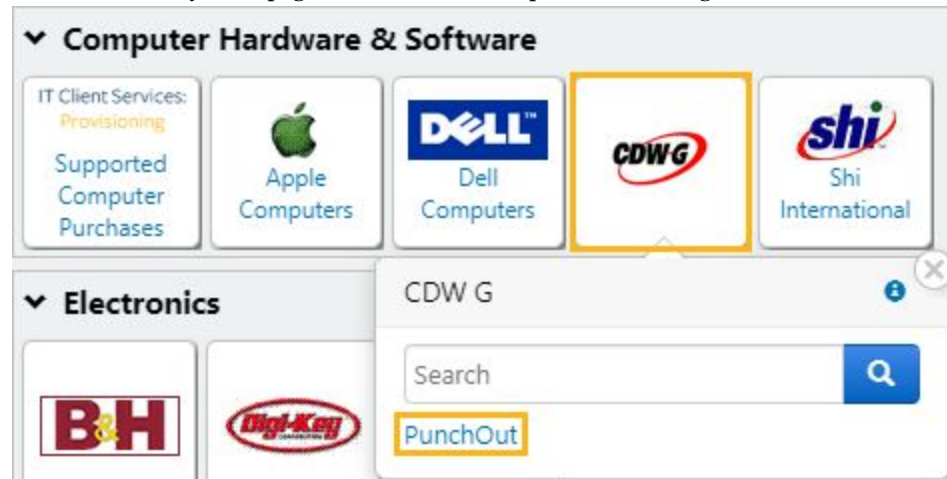 Computer Hardware & Software
IT Client Services:
Provisioning
Supported
Computer
Purchases
Apple
Computers
DELL™
Dell
Computers
CDW·G
shi
Shi
International
Electronics
B&H
Digi-Key
CDW G
Search
PunchOut